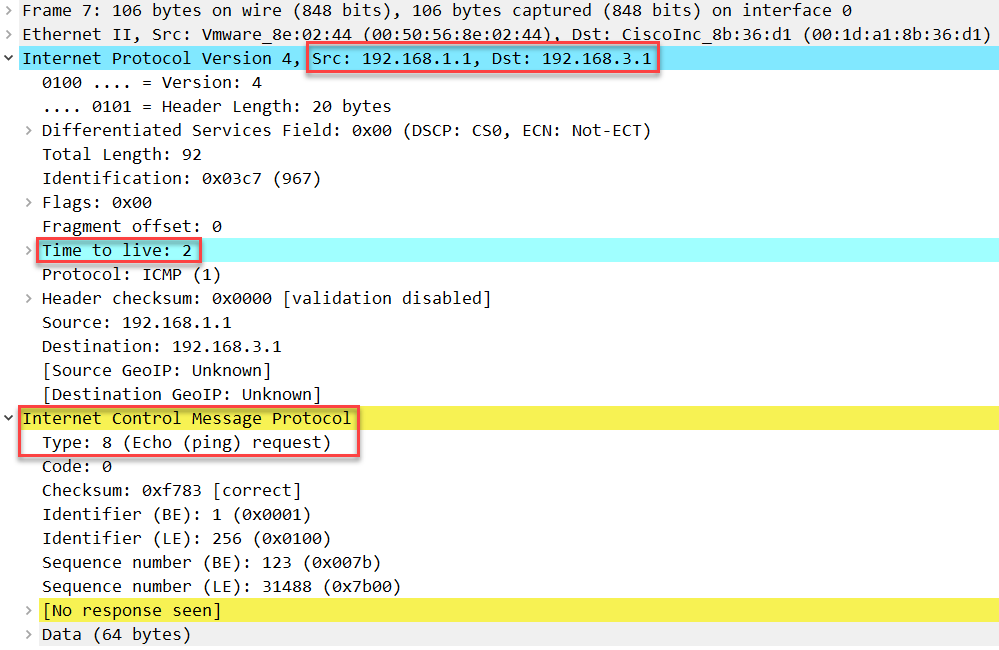 Frame 7: 106 bytes on wire (848 bits), 106 bytes captured (848 bits) on interface 0
Ethernet II, Src: Vmware_8e:02:44 (00:50:56:8e:02:44), Dst: CiscoInc_8b:36:d1 (00:1d:a1:8b:36:d1)
Internet Protocol Version 4, Src: 192.168.1.1, Dst: 192.168.3.1
0100 .... = Version: 4
.... 0101 = Header Length: 20 bytes
Differentiated Services Field: 0x00 (DSCP: CS0, ECN: Not-ECT)
Total Length: 92
Identification: 0x03c7 (967)
Flags: 0x00
Fragment offset: 0
Time to live: 2
Protocol: ICMP (1)
Header checksum: 0x0000 [validation disabled]
Source: 192.168.1.1
Destination: 192.168.3.1
[Source GeoIP: Unknown]
[Destination GeoIP: Unknown]
Internet Control Message Protocol
Type: 8 (Echo (ping) request)
Code: 0
Checksum: 0xf783 [correct]
Identifier (BE): 1 (0x0001)
Identifier (LE): 256 (0x0100)
Sequence number (BE): 123 (0x007b)
Sequence number (LE): 31488 (0x7b00)
[No response seen]
Data (64 bytes)